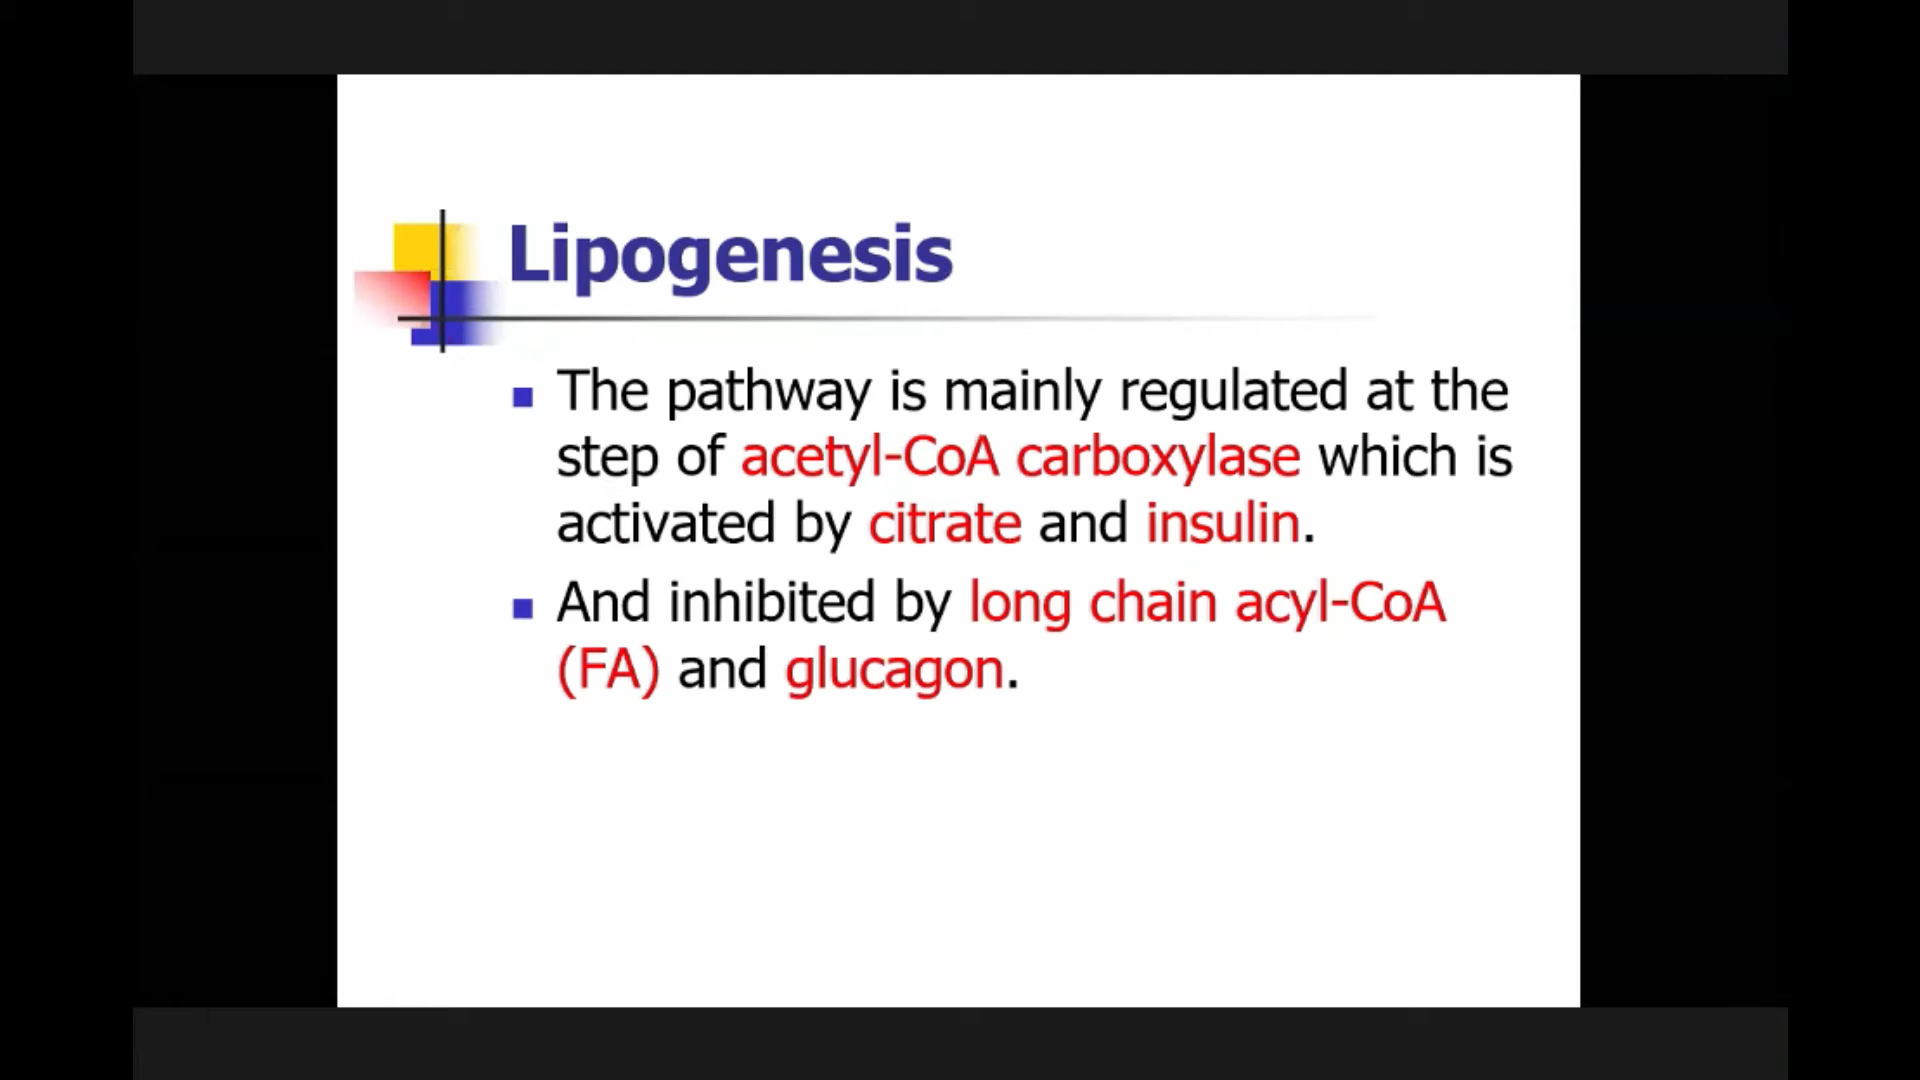 Lipogenesis
The pathway is mainly regulated at the
step of acetyl-CoA carboxylase which is
activated by citrate and insulin.
And inhibited by long chain acyl-CoA
(FA) and glucagon.